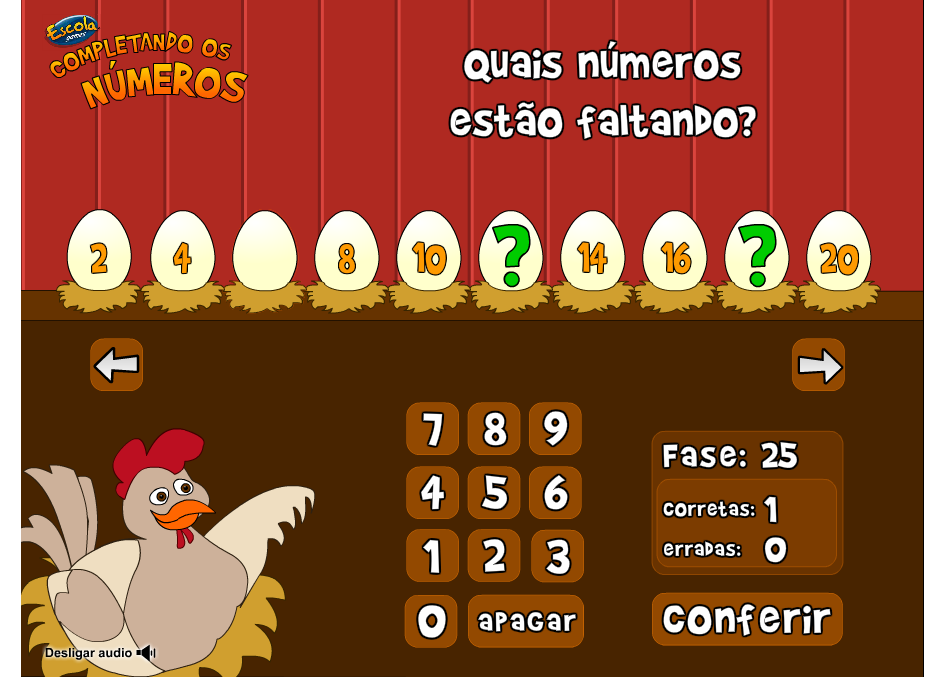 Escola
games
COMPLETANDO OS
NÚMEROS
Quais números
estão faltando?
2 4 8 10 ? 14 16 ? 20
7 8 9
4 5 6
1 2 3
0 apagar
Fase: 25
corretas: 1
erradas: 0
conferir
Desligar audio